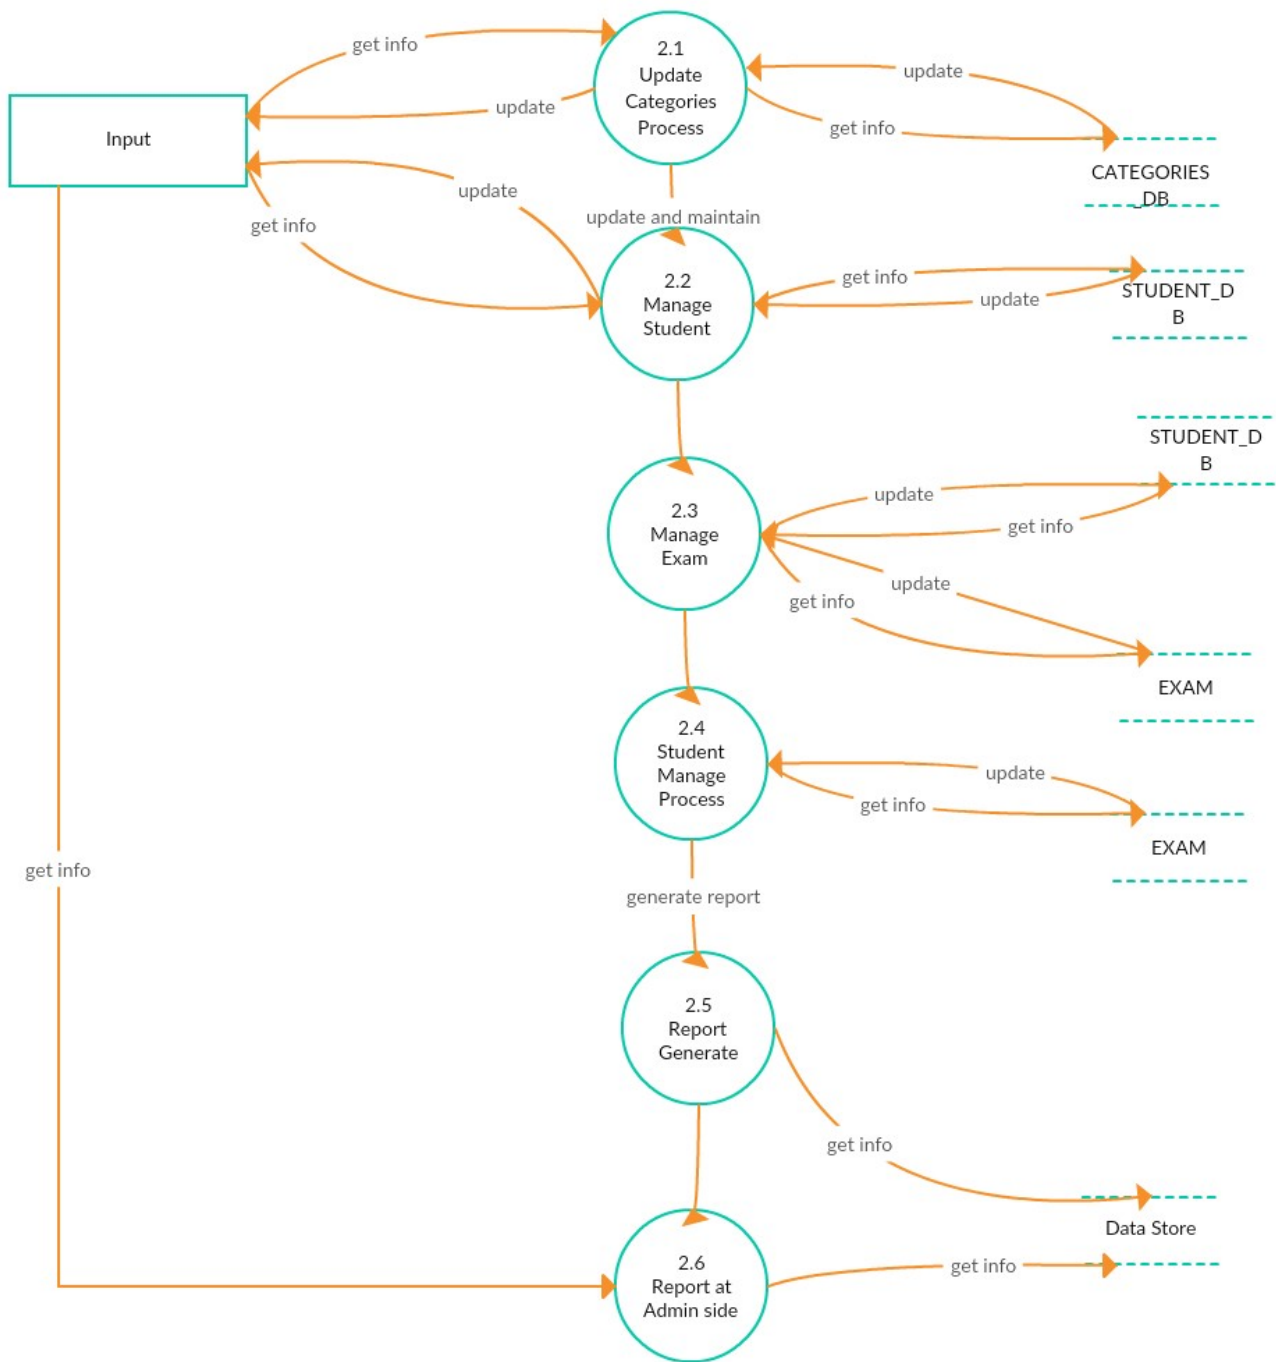 get info
2.1
Update
Categories
Process
update
update
get info
Input
CATEGORIES
_DB
update
get info
update and maintain
2.2
Manage
Student
get info
update
STUDENT_D
B
STUDENT_D
B
update
get info
2.3
Manage
Exam
update
get info
EXAM
2.4
Student
Manage
Process
update
get info
EXAM
get info
generate report
2.5
Report
Generate
get info
Data Store
2.6
Report at
Admin side
get info